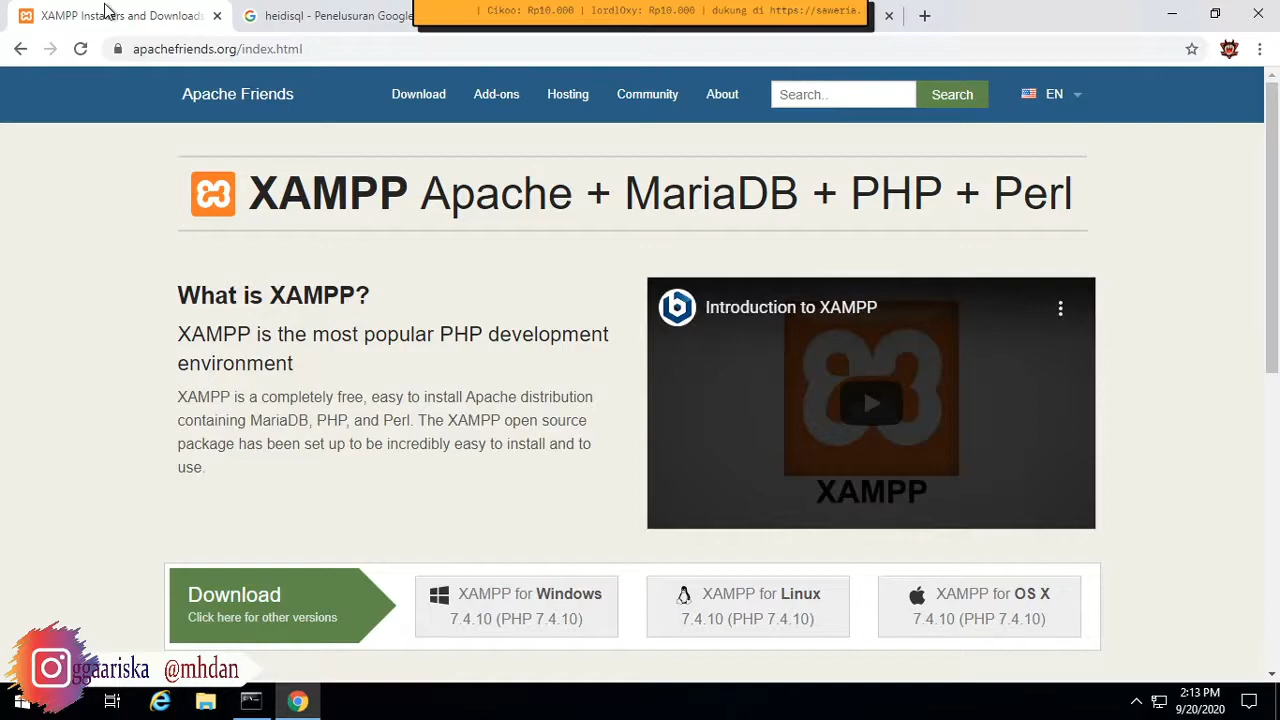 XAMPP Installers and Downloads
heidisql - Penelusuran Google
| Cikoo: Rp10.000 | lordlOxy: Rp10.000 | dukung di https://saweria.
apachefriends.org/index.html
Apache Friends
Download
Add-ons
Hosting
Community
About
Search..
Search
EN
XAMPP Apache + MariaDB + PHP + Perl
What is XAMPP?
XAMPP is the most popular PHP development
environment
XAMPP is a completely free, easy to install Apache distribution
containing MariaDB, PHP, and Perl. The XAMPP open source
package has been set up to be incredibly easy to install and to
use.
Introduction to XAMPP
XAMPP
Download
Click here for other versions
XAMPP for Windows
7.4.10 (PHP 7.4.10)
XAMPP for Linux
7.4.10 (PHP 7.4.10)
XAMPP for OS X
7.4.10 (PHP 7.4.10)
ggaariska @mhdan
2:13 PM
9/20/2020